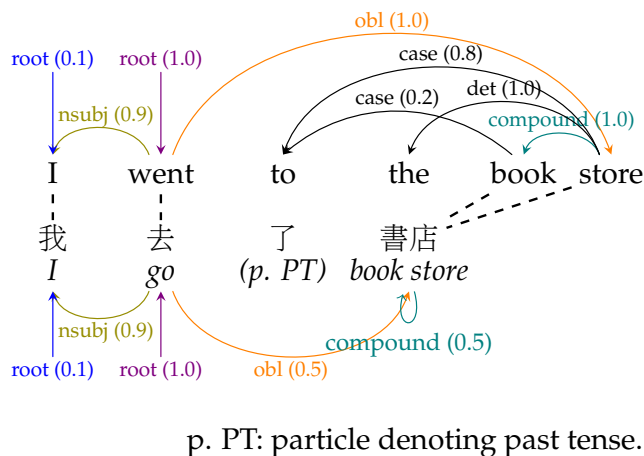 obl (1.0)
root (0.1) root (1.0) case (0.8)
nsubj (0.9) case (0.2) det (1.0)
compound (1.0)
I went to the book store
我 去 了 書店
I go (p. PT) book store
nsubj (0.9) compound (0.5)
root (0.1) root (1.0) obl (0.5)
p. PT: particle denoting past tense.